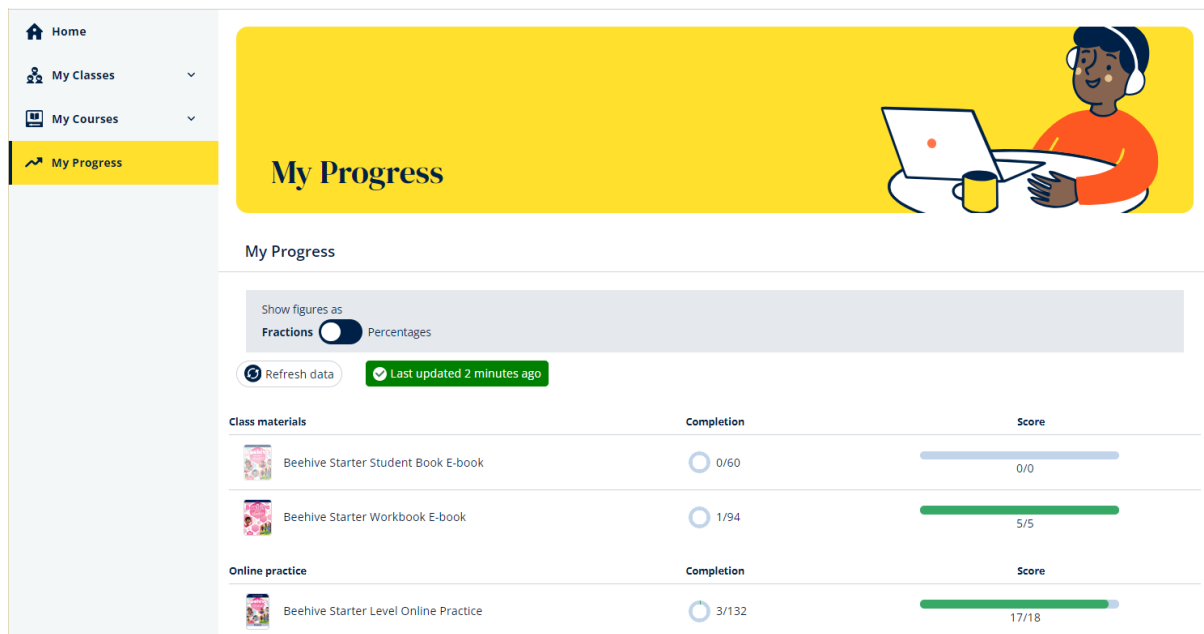 Home
My Classes
My Courses
My Progress
My Progress
My Progress
Show figures as
Fractions Percentages
Refresh data Last updated 2 minutes ago
Class materials Completion Score
Beehive Starter Student Book E-book 0/60 0/0
Beehive Starter Workbook E-book 1/94 5/5
Online practice Completion Score
Beehive Starter Level Online Practice 3/132 17/18